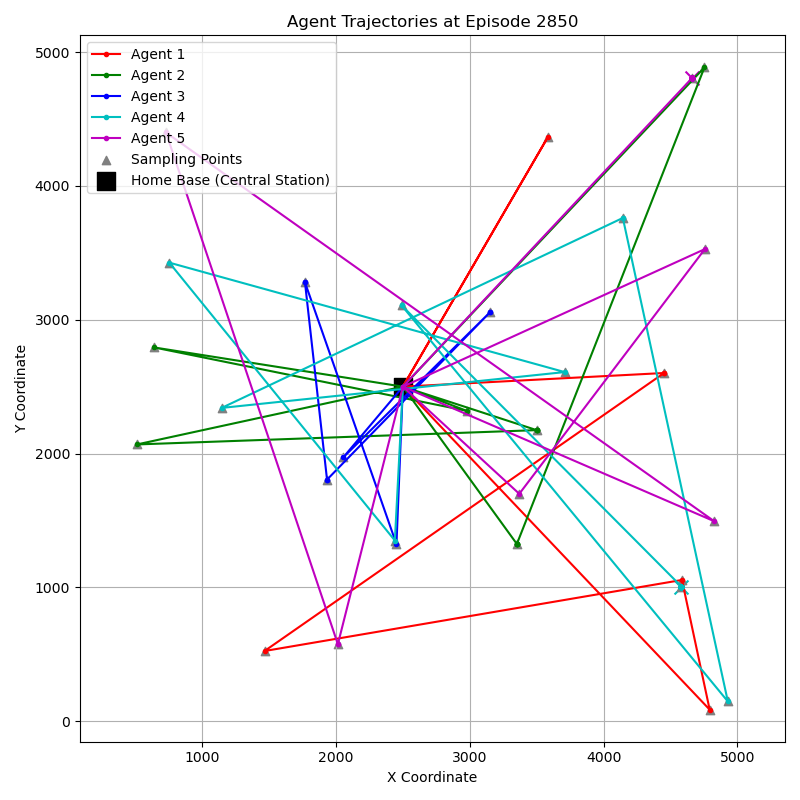 Agent Trajectories at Episode 2850
Agent 1
Agent 2
Agent 3
Agent 4
Agent 5
Sampling Points
Home Base (Central Station)
5000
4000
3000
2000
1000
0
Y Coordinate
1000 2000 3000 4000 5000
X Coordinate